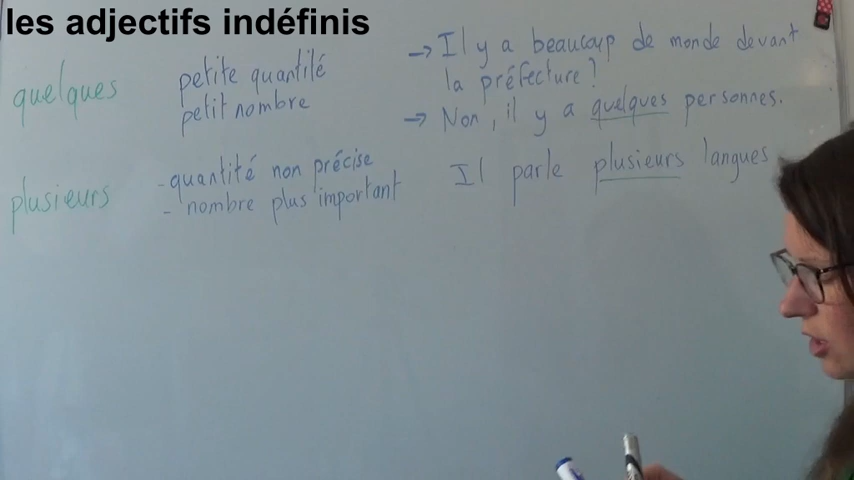 les adjectifs indéfinis
quelques
petite quantité
petit nombre
→ Il y a beaucoup de monde devant
la préfecture?
→ Non, il y a quelques personnes.
plusieurs
- quantité non précise
- nombre plus important
Il parle plusieurs langues